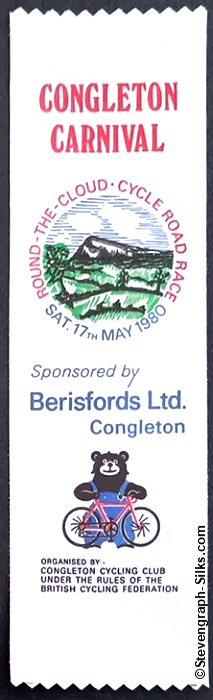 CONGLETON
CARNIVAL
ROUND-THE-CLOUD·CYCLE ROAD RACE
SAT. 17TH MAY 1980
Sponsored by
Berisfords Ltd.
Congleton
ORGANISED BY -
CONGLETON CYCLING CLUB
UNDER THE RULES OF THE
BRITISH CYCLING FEDERATION
©Stevengraph-Silks.com